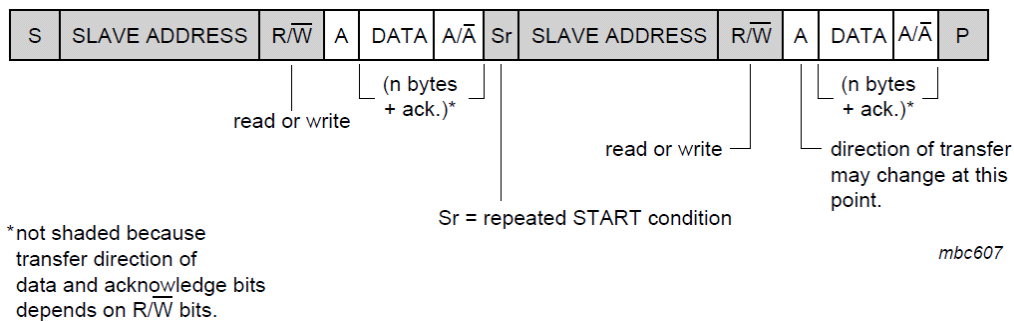 S SLAVE ADDRESS R/W̅ A DATA A/A̅ Sr SLAVE ADDRESS R/W̅ A DATA A/A̅ P
(n bytes
+ ack.)*
read or write
(n bytes
+ ack.)*
read or write
direction of transfer
may change at this
point.
Sr = repeated START condition
*not shaded because
transfer direction of
data and acknowledge bits
depends on R/W̅ bits.
mbc607